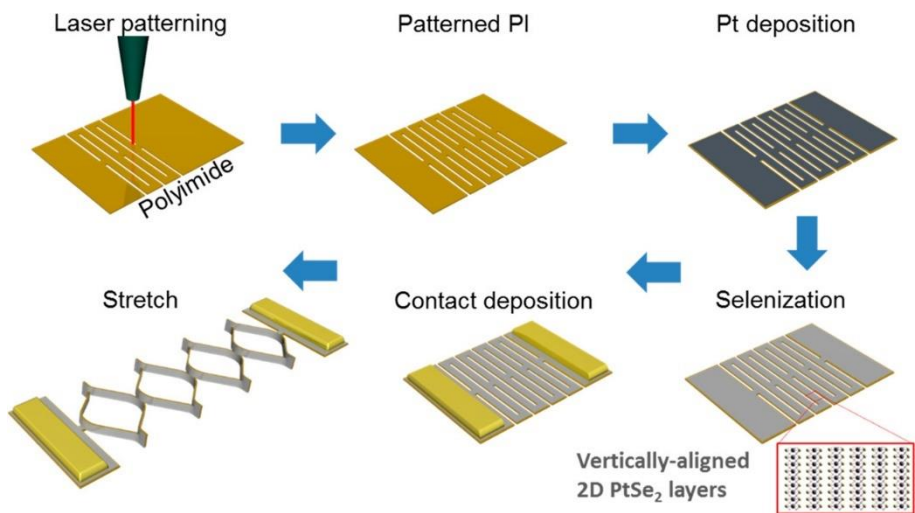 Laser patterning
Patterned PI
Pt deposition
Polyimide
Stretch
Contact deposition
Selenization
Vertically-aligned
2D PtSe₂ layers